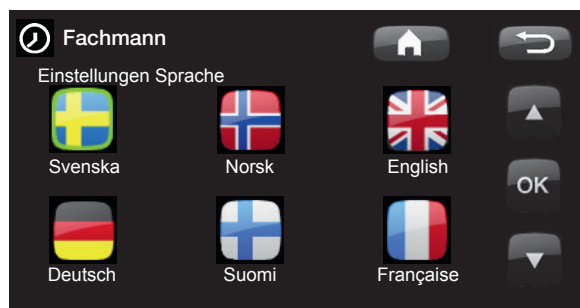 Fachmann
Einstellungen Sprache
Svenska Norsk English
OK
Deutsch Suomi Française